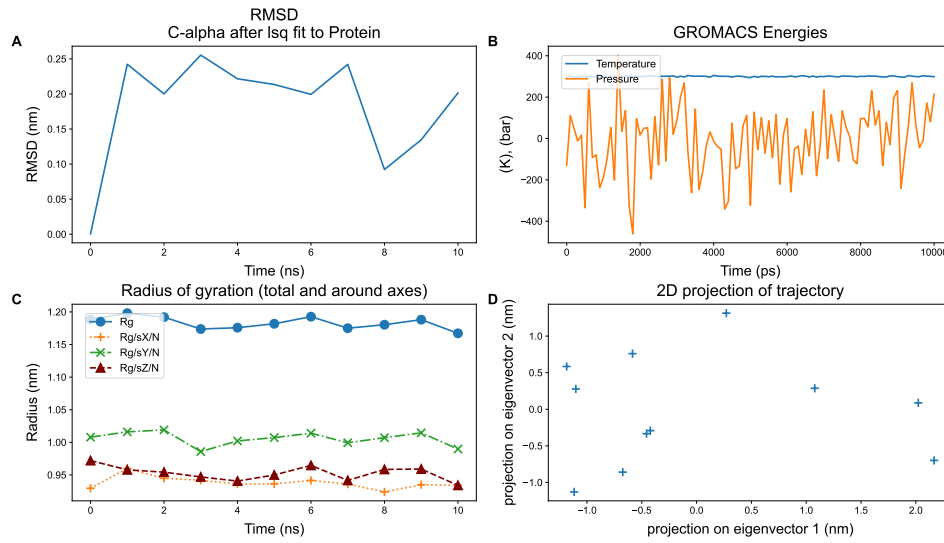 A
RMSD
C-alpha after lsq fit to Protein
RMSD (nm)
0.25
0.20
0.15
0.10
0.05
0.00
0 2 4 6 8 10
Time (ns)
B
GROMACS Energies
Temperature
Pressure
(K), (bar)
400
200
0
−200
−400
0 2000 4000 6000 8000 10000
Time (ps)
C
Radius of gyration (total and around axes)
Rg
Rg/sX/N
Rg/sY/N
Rg/sZ/N
Radius (nm)
1.20
1.15
1.10
1.05
1.00
0.95
0 2 4 6 8 10
Time (ns)
D
2D projection of trajectory
projection on eigenvector 2 (nm)
1.0
0.5
0.0
−0.5
−1.0
−1.0 −0.5 0.0 0.5 1.0 1.5 2.0
projection on eigenvector 1 (nm)